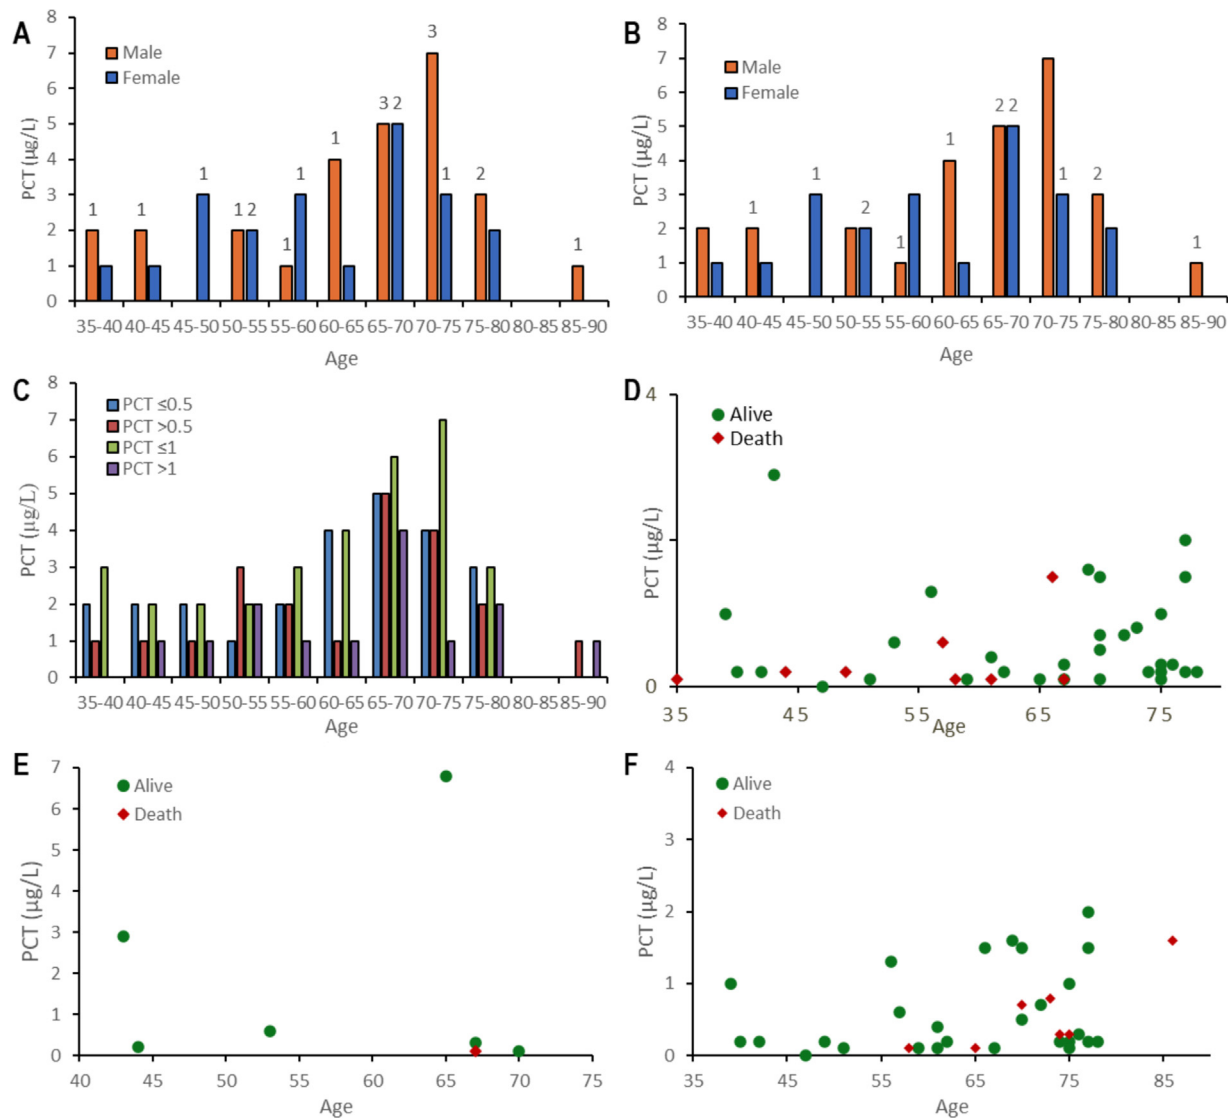 A
Male
Female
PCT (µg/L)
8
7
6
5
4
3
2
1
0
1 1 1 1 2 1 1 1 3 2 3 1 2 1
35-40 40-45 45-50 50-55 55-60 60-65 65-70 70-75 75-80 80-85 85-90
Age
B
Male
Female
PCT (µg/L)
8
7
6
5
4
3
2
1
0
1 1 2 1 1 2 2 1 2 1
35-40 40-45 45-50 50-55 55-60 60-65 65-70 70-75 75-80 80-85 85-90
Age
C
PCT ≤0.5
PCT >0.5
PCT ≤1
PCT >1
PCT (µg/L)
8
7
6
5
4
3
2
1
0
35-40 40-45 45-50 50-55 55-60 60-65 65-70 70-75 75-80 80-85 85-90
Age
D
Alive
Death
PCT (µg/L)
4
2
0
35 45 55 65 75
Age
E
Alive
Death
PCT (µg/L)
7
6
5
4
3
2
1
0
40 45 50 55 60 65 70 75
Age
F
Alive
Death
PCT (µg/L)
4
3
2
1
0
35 45 55 65 75 85
Age